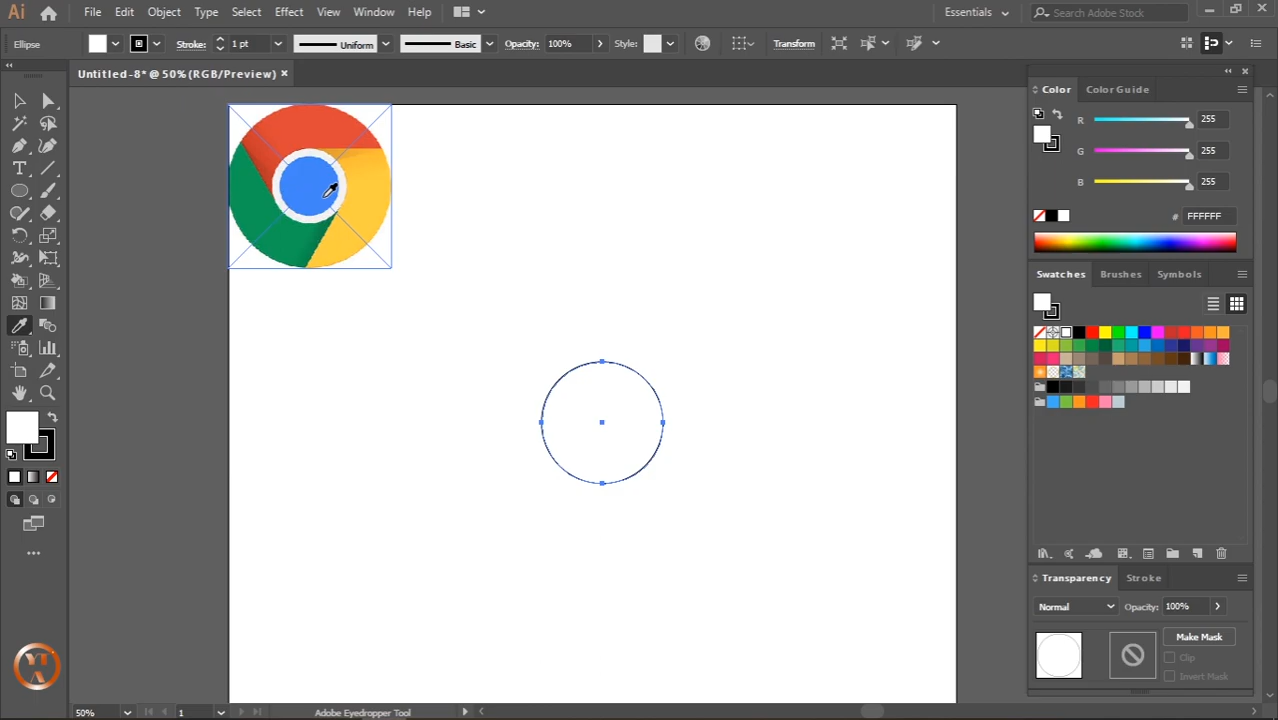 Ai File Edit Object Type Select Effect View Window Help Essentials Search Adobe Stock
Ellipse Stroke: 1 pt Uniform Basic Opacity: 100% Style: Transform
Untitled-8* @ 50% (RGB/Preview)
Color Color Guide
R 255
G 255
B 255
# FFFFFF
Swatches Brushes Symbols
Transparency Stroke
Normal Opacity: 100%
Make Mask
Clip
Invert Mask
50% 1 Adobe Eyedropper Tool